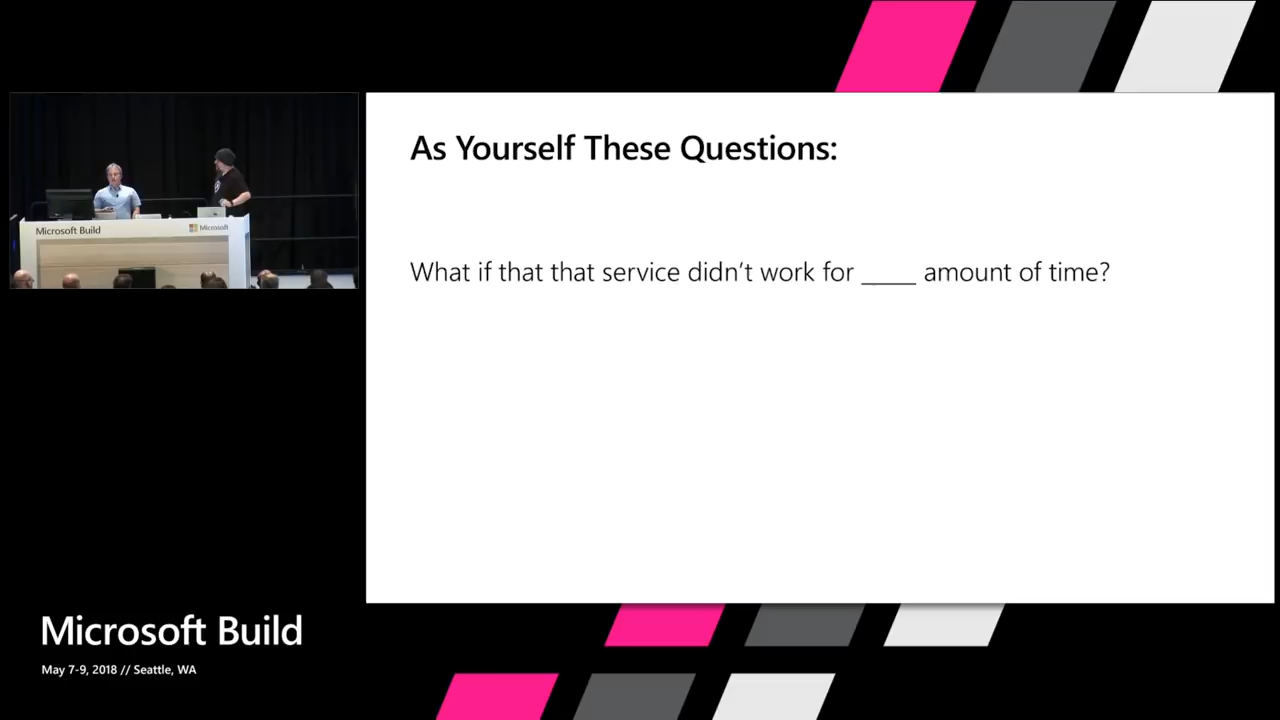 As Yourself These Questions:
What if that that service didn't work for _____ amount of time?
Microsoft Build
Microsoft
Microsoft Build
May 7-9, 2018 // Seattle, WA